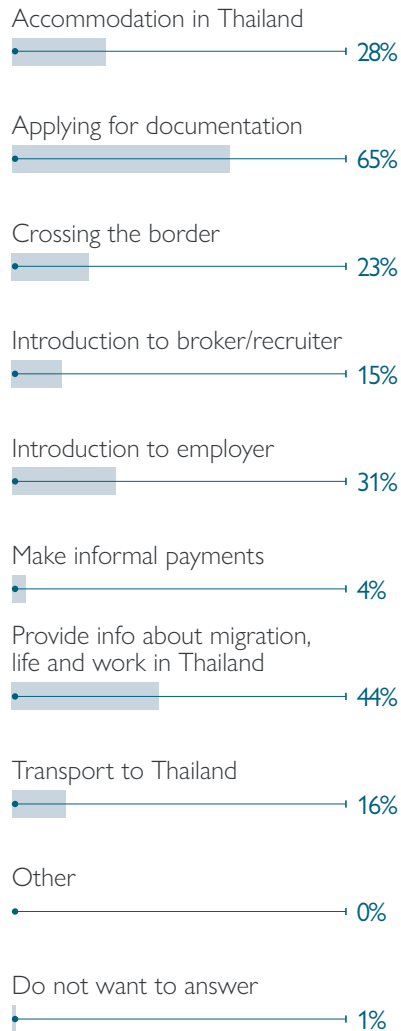 Accommodation in Thailand
28%
Applying for documentation
65%
Crossing the border
23%
Introduction to broker/recruiter
15%
Introduction to employer
31%
Make informal payments
4%
Provide info about migration,
life and work in Thailand
44%
Transport to Thailand
16%
Other
0%
Do not want to answer
1%